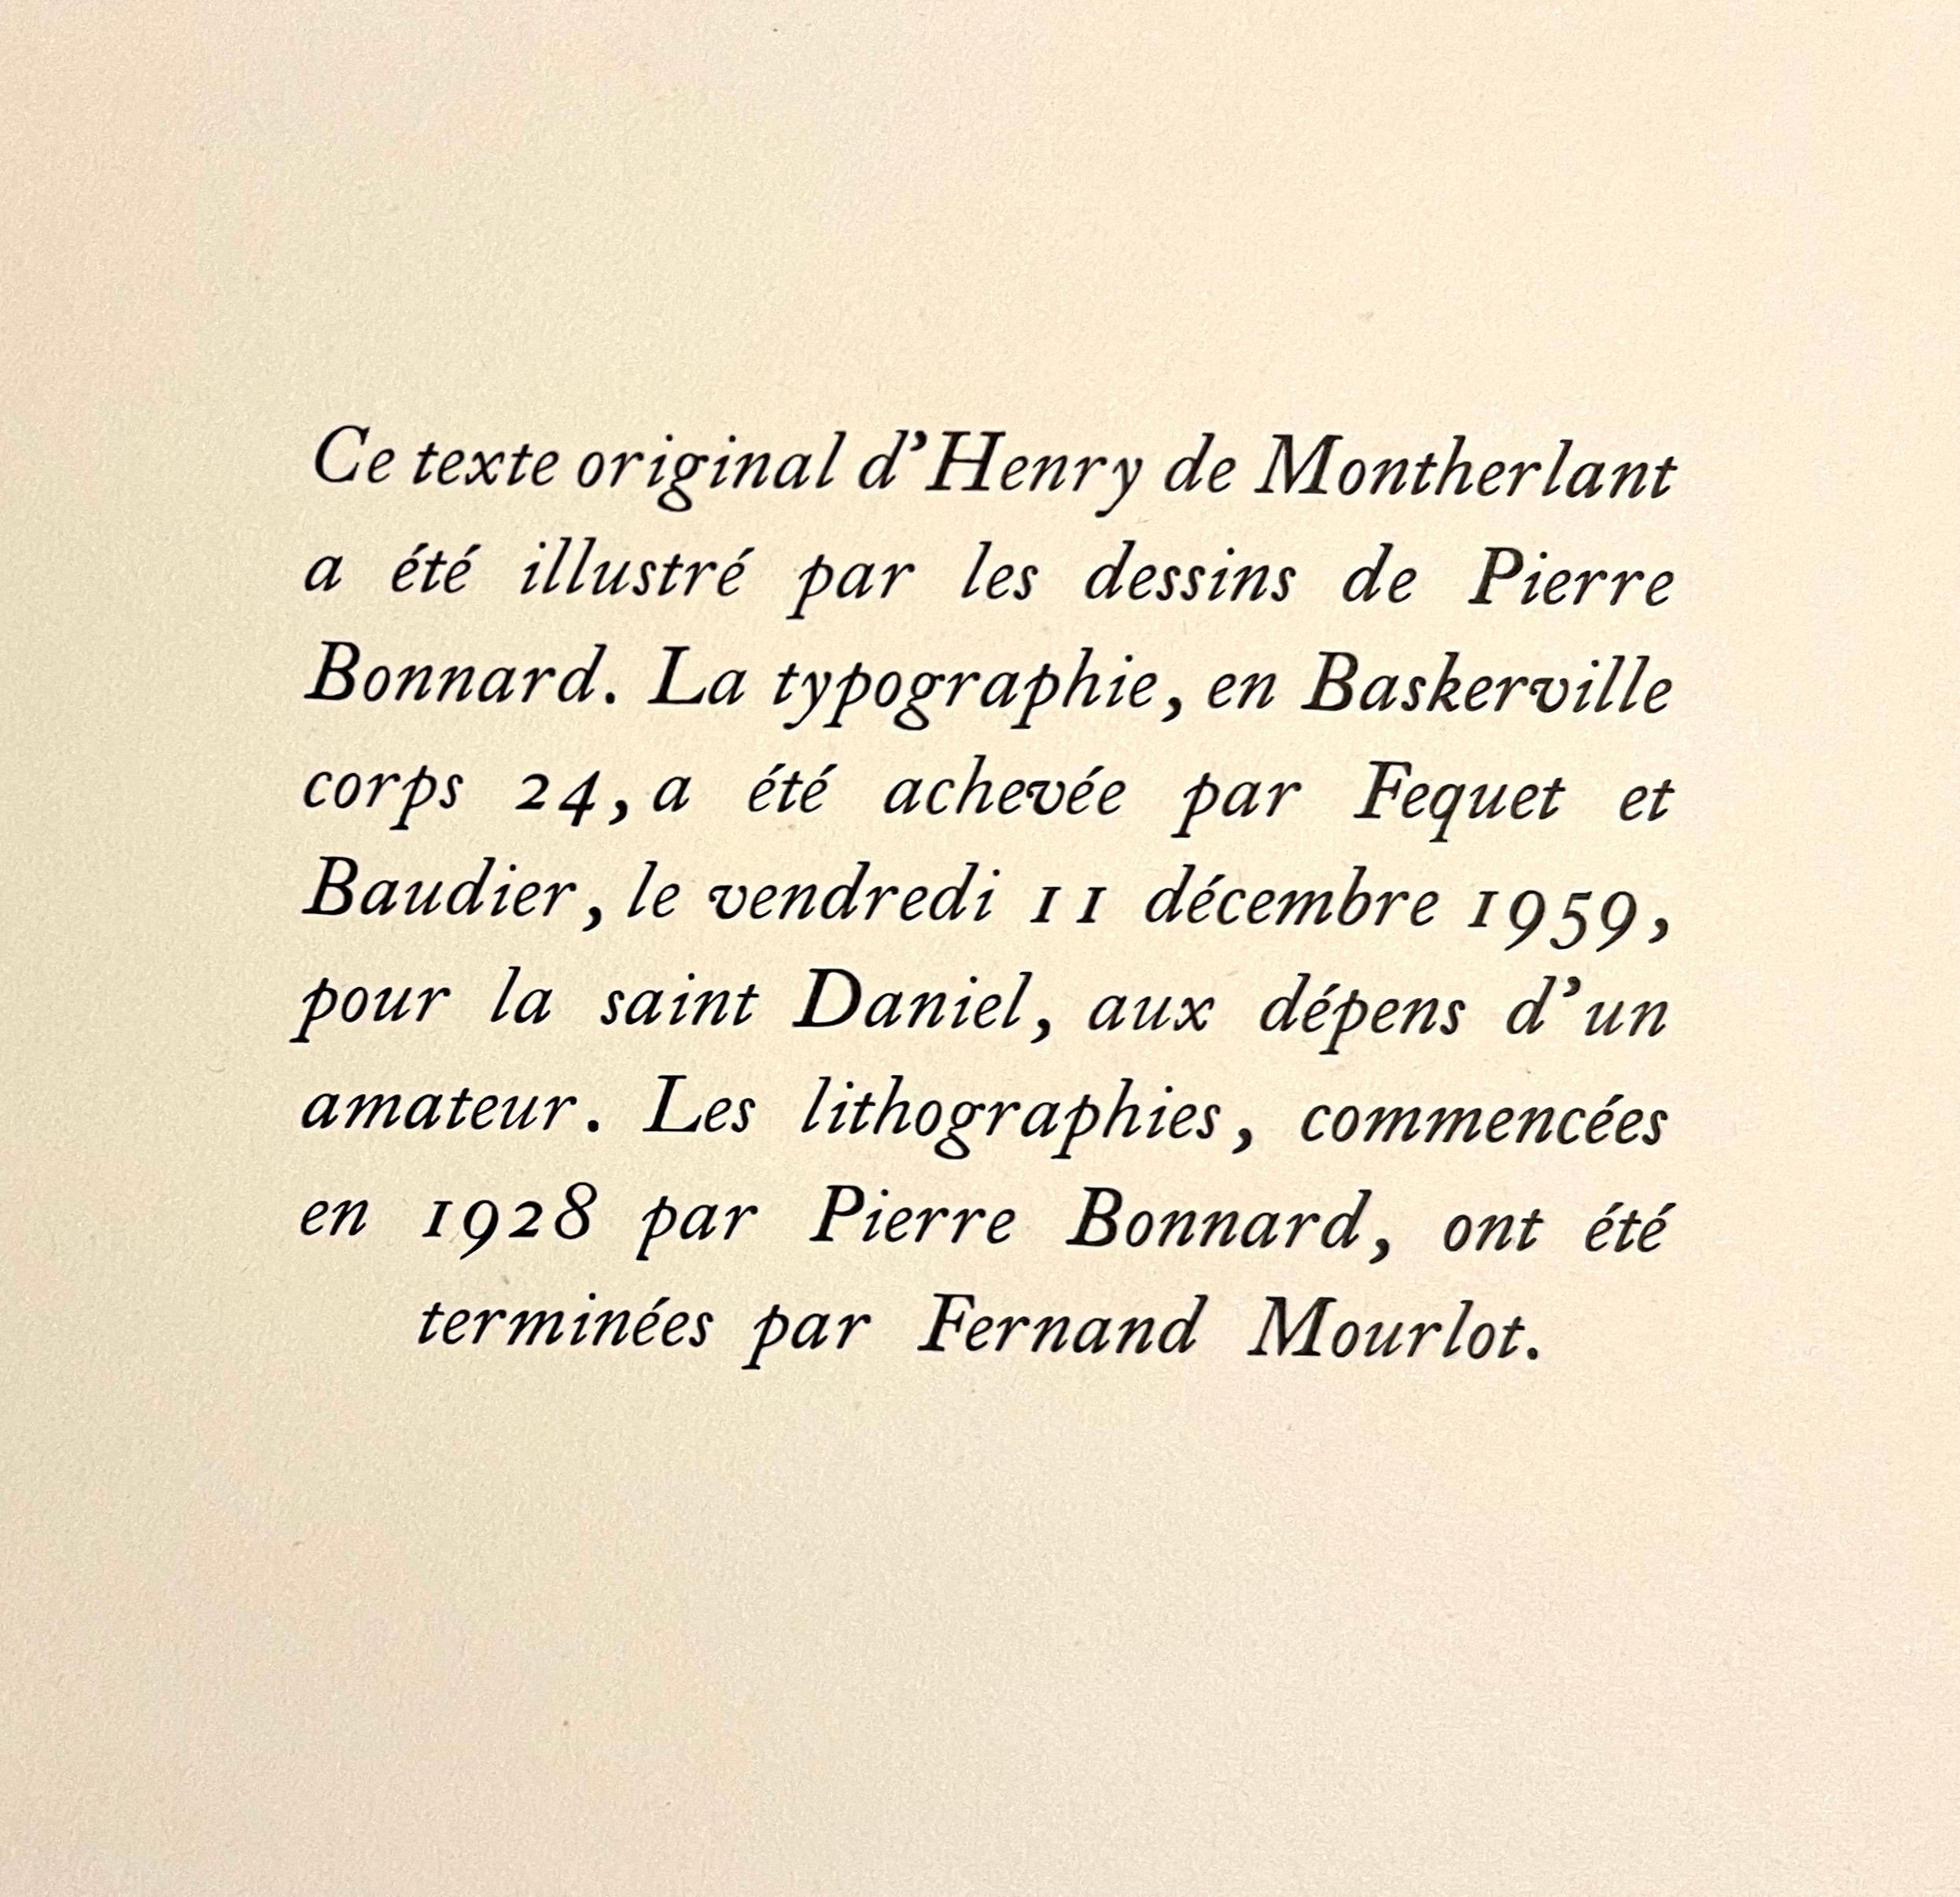 Ce texte original d’Henry de Montherlant
a été illustré par les dessins de Pierre
Bonnard. La typographie, en Baskerville
corps 24, a été achevée par Fequet et
Baudier, le vendredi 11 décembre 1959,
pour la saint Daniel, aux dépens d’un
amateur. Les lithographies, commencées
en 1928 par Pierre Bonnard, ont été
terminées par Fernand Mourlot.